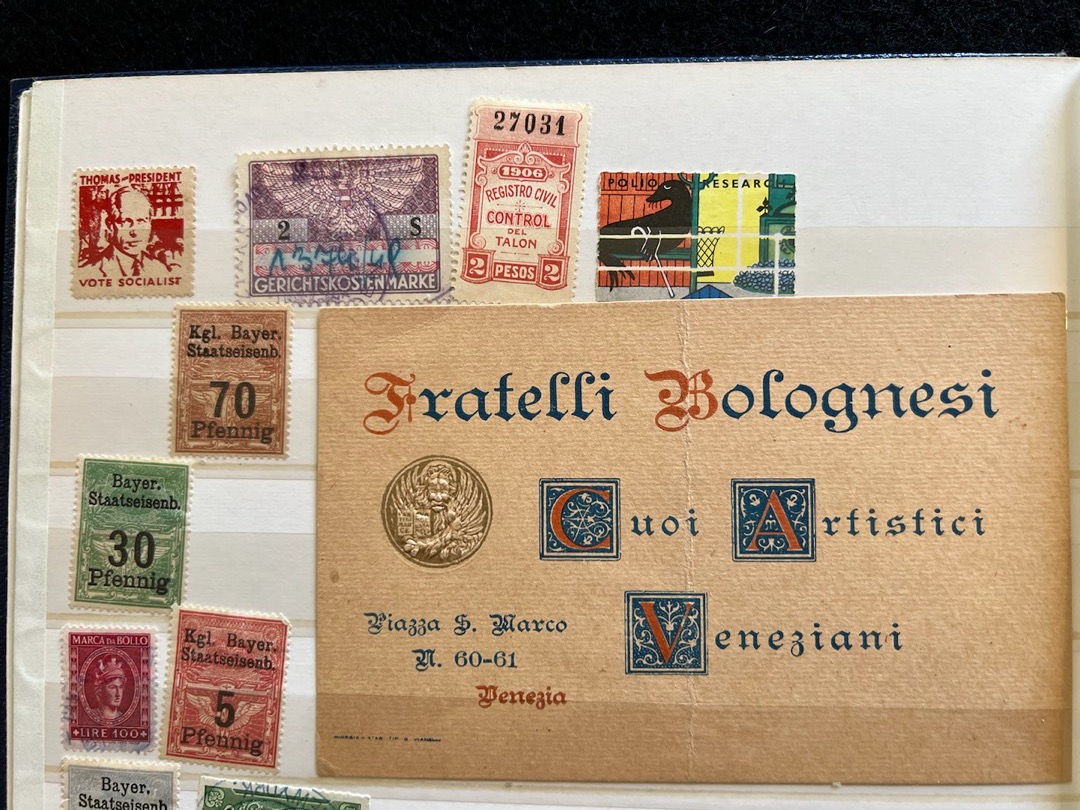 THOMAS-PRESIDENT
VOTE SOCIALIST
2 S
GERICHTSKOSTENMARKE
27031
1906
REGISTRO CIVIL
CONTROL
DEL
TALON
2 PESOS 2
POLIO RESEARC
Kgl. Bayer.
Staatseisenb.
70
Pfennig
Bayer.
Staatseisenb.
30
Pfennig
MARCA DA BOLLO
LIRE 100
Kgl. Bayer.
Staatseisenb.
5
Pfennig
Bayer.
Staatseisenb
Fratelli Bolognesi
Cuoi Artistici
Veneziani
Piazza S. Marco
N. 60-61
Venezia